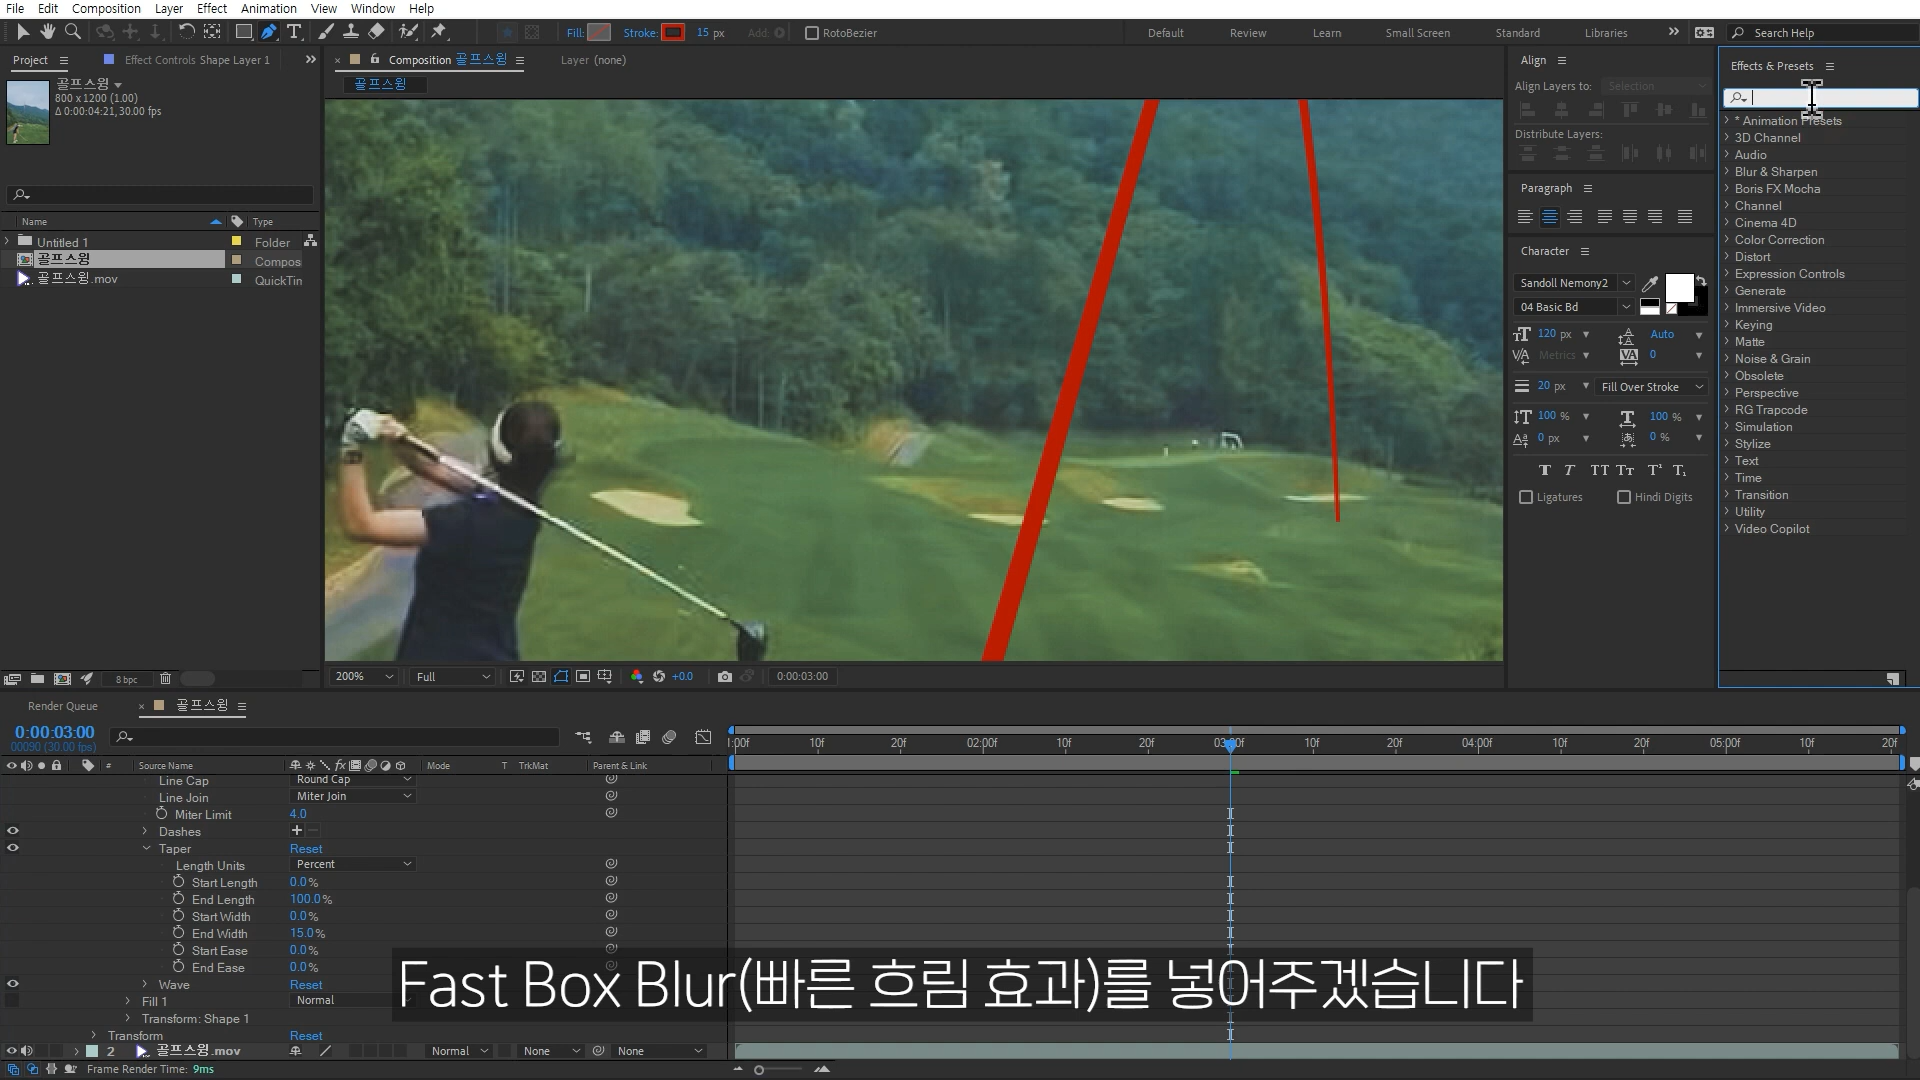 File Edit Composition Layer Effect Animation View Window Help
Fill: Stroke: 15 px Add: RotoBezier Default Review Learn Small Screen Standard Libraries Search Help
Project Effect Controls Shape Layer 1
Composition 골프스윙 Layer (none)
골프스윙
골프스윙
800 x 1200 (1.00)
Δ 0:00:04:21, 30.00 fps
Name Type
Untitled 1 Folder
골프스윙 Compos
골프스윙.mov QuickTin
8 bpc
200% Full +0.0 0:00:03:00
Align
Align Layers to: Selection
Distribute Layers:
Paragraph
Character
Sandoll Nemony2
04 Basic Bd
120 px Auto
Metrics 0
20 px Fill Over Stroke
100 % 100 %
0 px 0 %
Ligatures Hindi Digits
Effects & Presets
* Animation Presets
3D Channel
Audio
Blur & Sharpen
Boris FX Mocha
Channel
Cinema 4D
Color Correction
Distort
Expression Controls
Generate
Immersive Video
Keying
Matte
Noise & Grain
Obsolete
Perspective
RG Trapcode
Simulation
Stylize
Text
Time
Transition
Utility
Video Copilot
Render Queue 골프스윙
0:00:03:00
00090 (30.00 fps)
:00f 10f 20f 02:00f 10f 20f 03:00f 10f 20f 04:00f 10f 20f 05:00f 10f 20f
# Source Name Mode T TrkMat Parent & Link
Line Cap Round Cap
Line Join Miter Join
Miter Limit 4.0
Dashes
Taper Reset
Length Units Percent
Start Length 0.0%
End Length 100.0%
Start Width 0.0%
End Width 15.0%
Start Ease 0.0%
End Ease 0.0%
Wave Reset
Fill 1 Normal
Transform: Shape 1
Transform Reset
2 골프스윙.mov Normal None None
Frame Render Time: 9ms
Fast Box Blur(빠른 흐림 효과)를 넣어주겠습니다